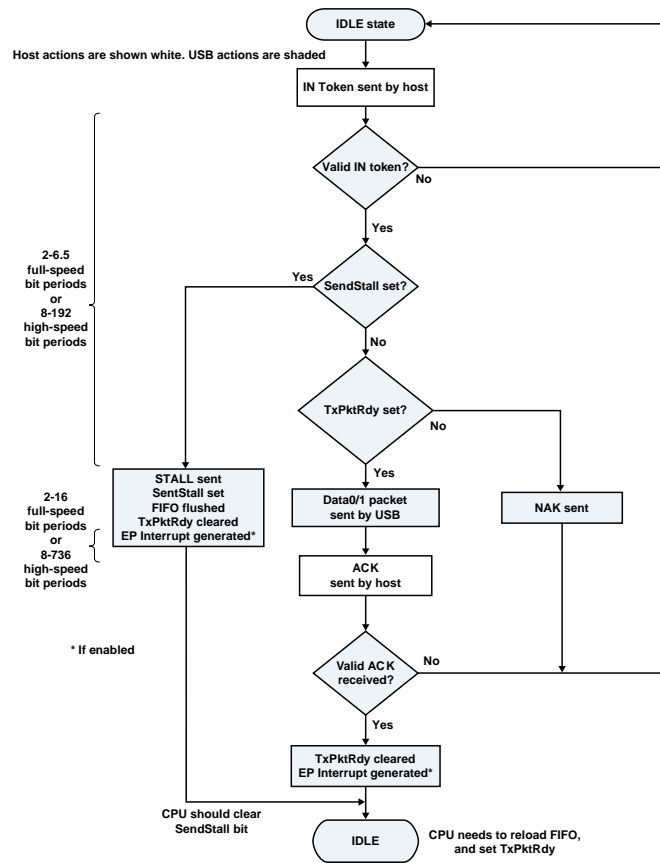 IDLE state
Host actions are shown white. USB actions are shaded
IN Token sent by host
Valid IN token?
No
Yes
2-6.5
full-speed
bit periods
or
8-192
high-speed
bit periods
Yes
SendStall set?
No
TxPktRdy set?
No
Yes
STALL sent
SentStall set
FIFO flushed
TxPktRdy cleared
EP Interrupt generated*
2-16
full-speed
bit periods
or
8-736
high-speed
bit periods
Data0/1 packet
sent by USB
NAK sent
ACK
sent by host
* If enabled
Valid ACK
received?
No
Yes
TxPktRdy cleared
EP Interrupt generated*
CPU should clear
SendStall bit
IDLE
CPU needs to reload FIFO,
and set TxPktRdy